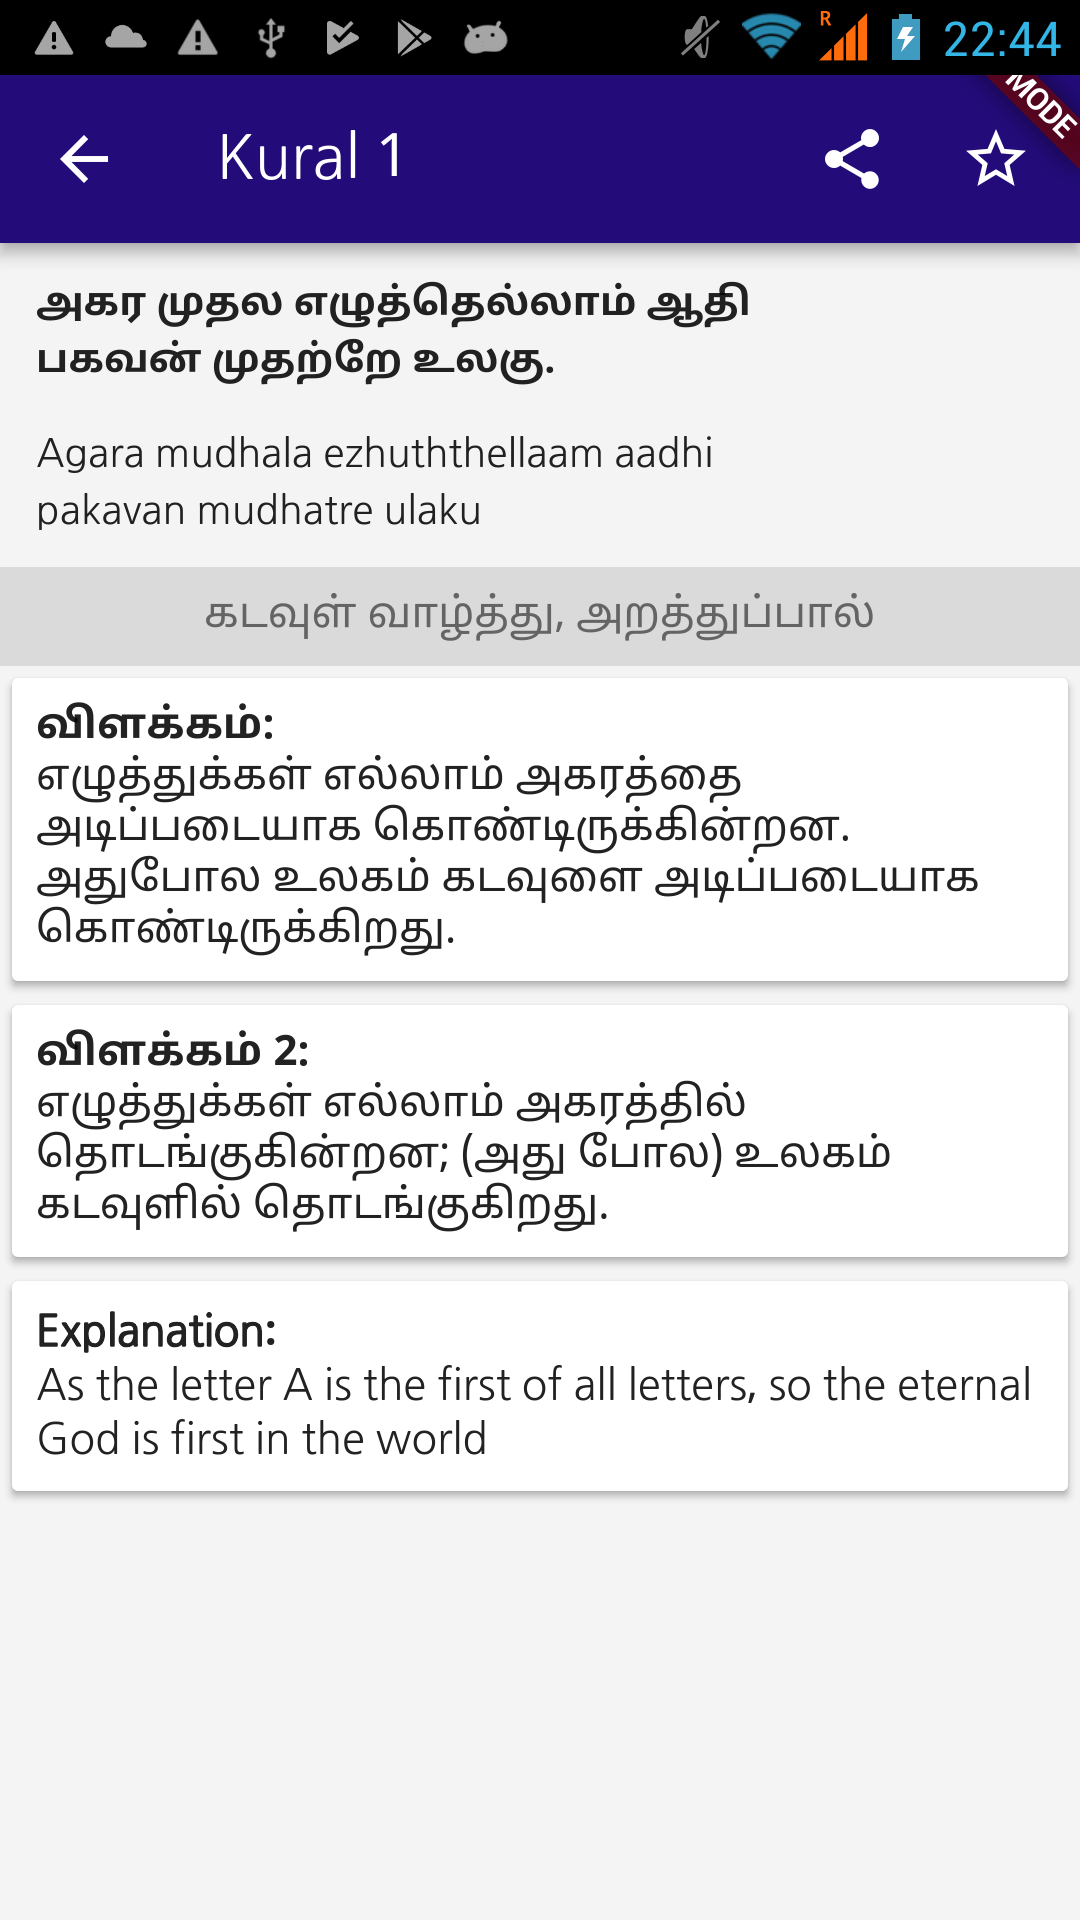 R 22:44
Kural 1
MODE
அகர முதல எழுத்தெல்லாம் ஆதி
பகவன் முதற்றே உலகு.
Agara mudhala ezhuththellaam aadhi
pakavan mudhatre ulaku
கடவுள் வாழ்த்து, அறத்துப்பால்
விளக்கம்:
எழுத்துக்கள் எல்லாம் அகரத்தை
அடிப்படையாக கொண்டிருக்கின்றன.
அதுபோல உலகம் கடவுளை அடிப்படையாக
கொண்டிருக்கிறது.
விளக்கம் 2:
எழுத்துக்கள் எல்லாம் அகரத்தில்
தொடங்குகின்றன; (அது போல) உலகம்
கடவுளில் தொடங்குகிறது.
Explanation:
As the letter A is the first of all letters, so the eternal
God is first in the world